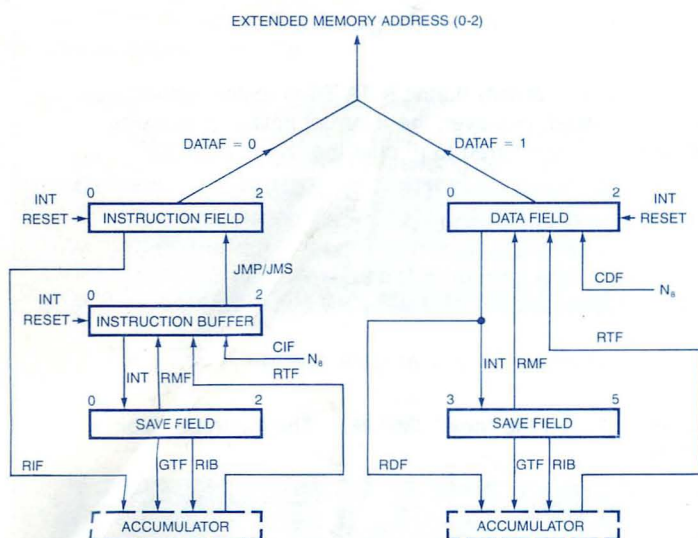 EXTENDED MEMORY ADDRESS (0-2)
DATAF = 0
DATAF = 1
INT
RESET
0
2
INSTRUCTION FIELD
0
2
DATA FIELD
INT
RESET
JMP/JMS
INT
RESET
0
2
INSTRUCTION BUFFER
CDF
N8
CIF
N8
INT
RMF
RTF
INT
RMF
RTF
0
2
SAVE FIELD
3
5
SAVE FIELD
RIF
GTF
RIB
RDF
GTF
RIB
ACCUMULATOR
ACCUMULATOR